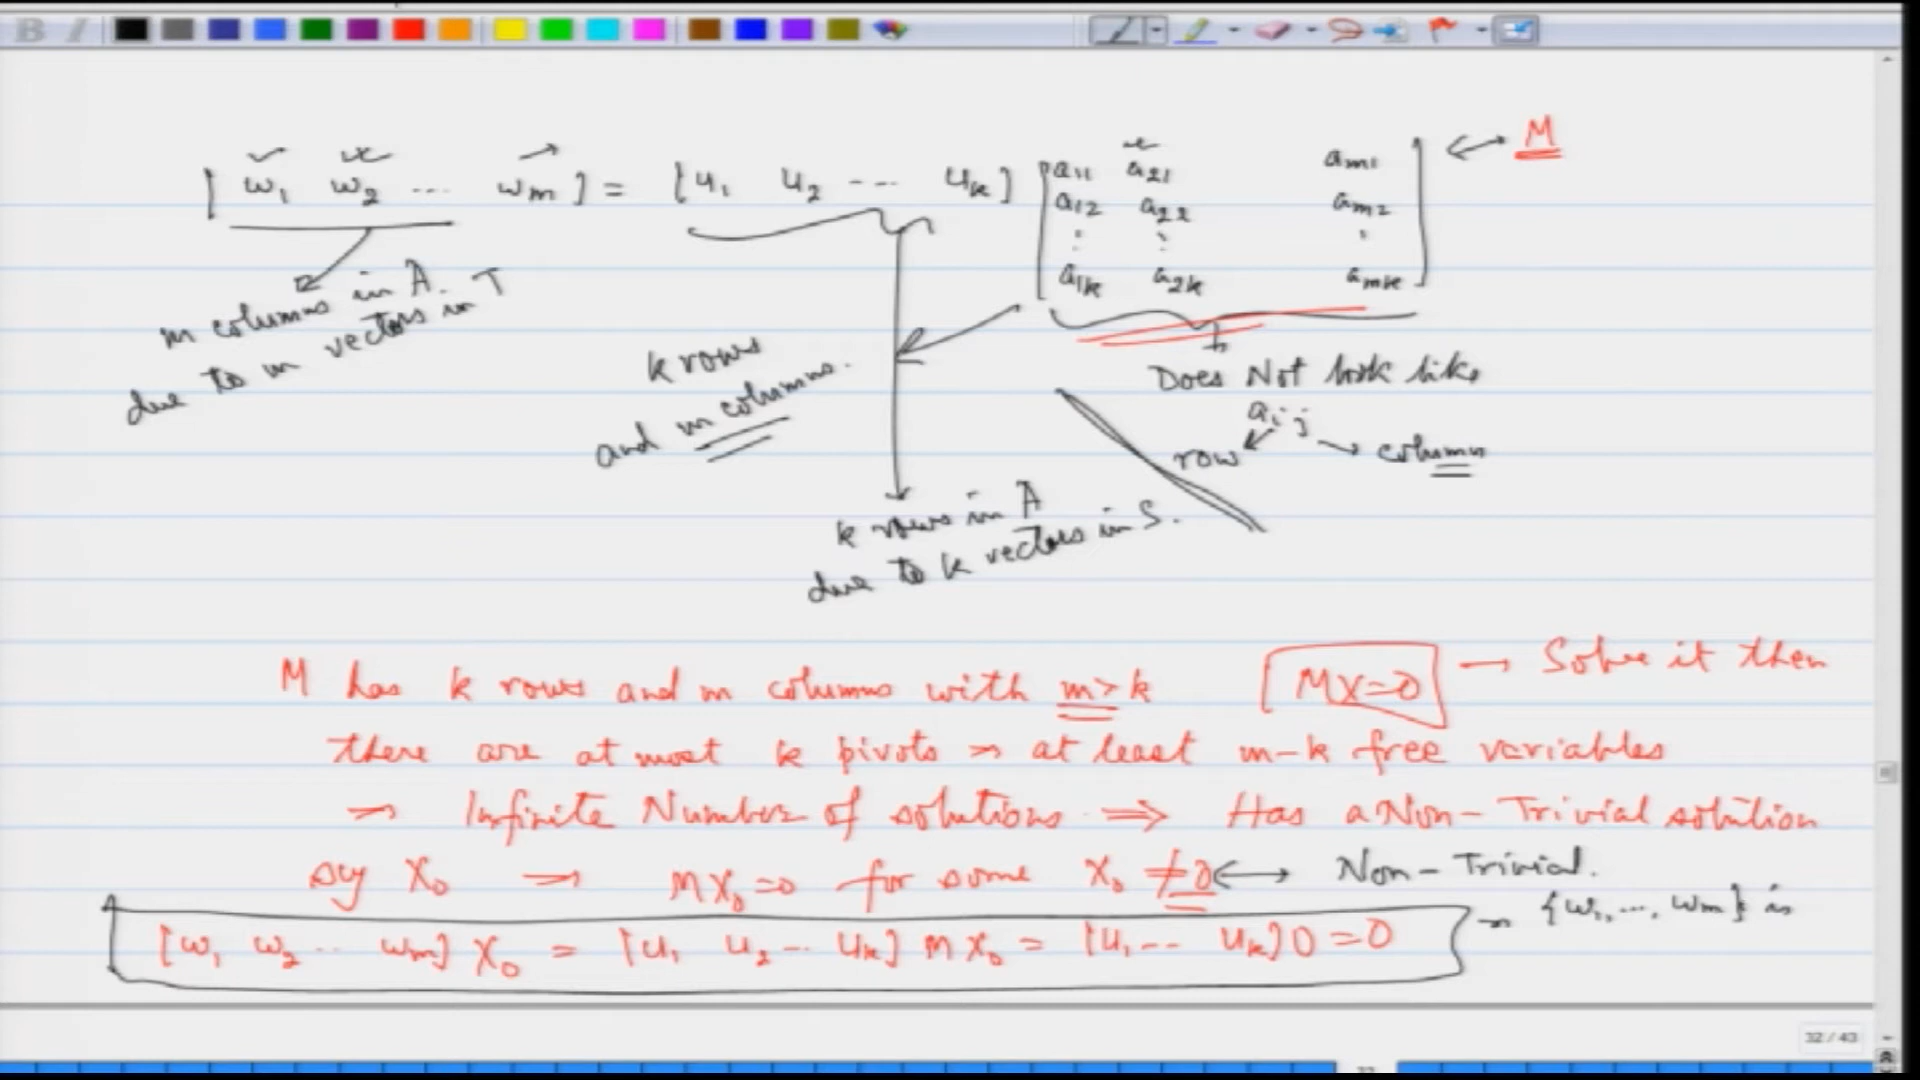 [ w₁ w₂ ... wₘ ] = [ u₁ u₂ --- uₖ ] [ a₁₁ a₂₁ aₘ₁ ↔ M
a₁₂ a₂₂ aₘ₂
⋮ ⋮ ⋮
a₁ₖ a₂ₖ aₘₖ ]
m columns in A.
due to m vectors in T
k rows
and m columns.
Does Not look like
aᵢⱼ
row → column
k rows in A
due to k vectors in S.
M has k rows and m columns with m>k [MX=0] → Solve it then
there are at most k pivots → at least m-k free variables
→ Infinite Number of solutions ⇒ Has a Non-Trivial solution
say X₀ → MX₀=0 for some X₀ ≠0 ↔ Non-Trivial.
[w₁ w₂ .. wₘ] X₀ = [u₁ u₂ -- uₖ] M X₀ = [u₁ -- uₖ] 0 = 0 → {w₁, ..., wₘ} is
32 / 43